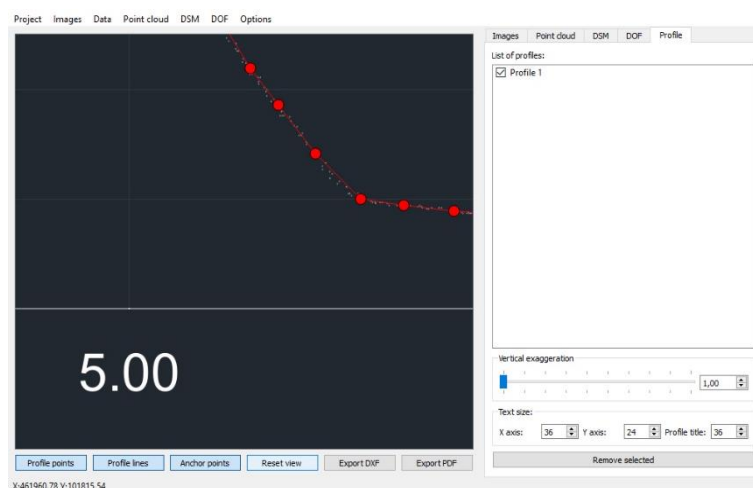 Project Images Data Point cloud DSM DOF Options
Images Point cloud DSM DOF Profile
List of profiles:
Profile 1
5.00
Vertical exaggeration
1,00
Text size:
X axis: 36 Y axis: 24 Profile title: 36
Remove selected
Profile points Profile lines Anchor points Reset view Export DXF Export PDF
X:461960.78 Y:101815.54